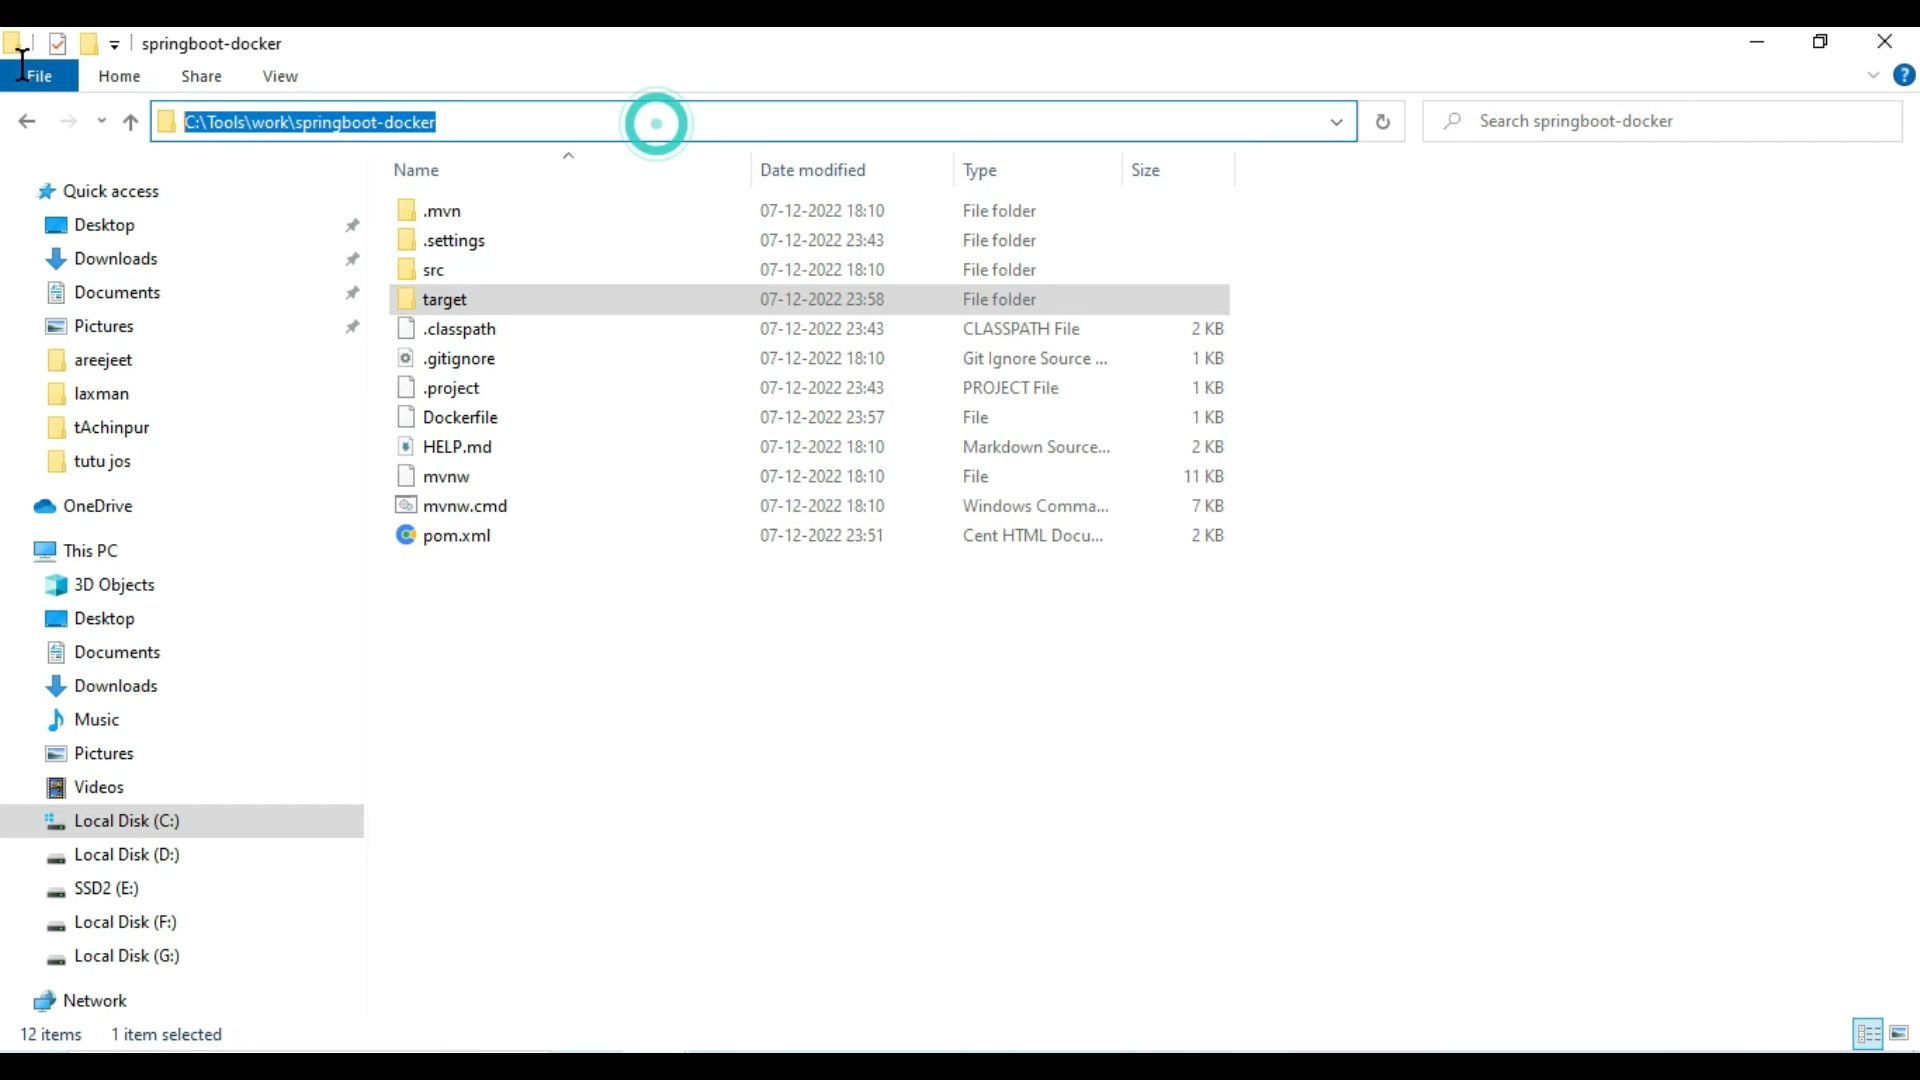 springboot-docker
File Home Share View
C:\Tools\work\springboot-docker
Search springboot-docker
Name Date modified Type Size
.mvn 07-12-2022 18:10 File folder
.settings 07-12-2022 23:43 File folder
src 07-12-2022 18:10 File folder
target 07-12-2022 23:58 File folder
.classpath 07-12-2022 23:43 CLASSPATH File 2 KB
.gitignore 07-12-2022 18:10 Git Ignore Source ... 1 KB
.project 07-12-2022 23:43 PROJECT File 1 KB
Dockerfile 07-12-2022 23:57 File 1 KB
HELP.md 07-12-2022 18:10 Markdown Source... 2 KB
mvnw 07-12-2022 18:10 File 11 KB
mvnw.cmd 07-12-2022 18:10 Windows Comma... 7 KB
pom.xml 07-12-2022 23:51 Cent HTML Docu... 2 KB
Quick access
Desktop
Downloads
Documents
Pictures
areejeet
laxman
tAchinpur
tutu jos
OneDrive
This PC
3D Objects
Desktop
Documents
Downloads
Music
Pictures
Videos
Local Disk (C:)
Local Disk (D:)
SSD2 (E:)
Local Disk (F:)
Local Disk (G:)
Network
12 items 1 item selected